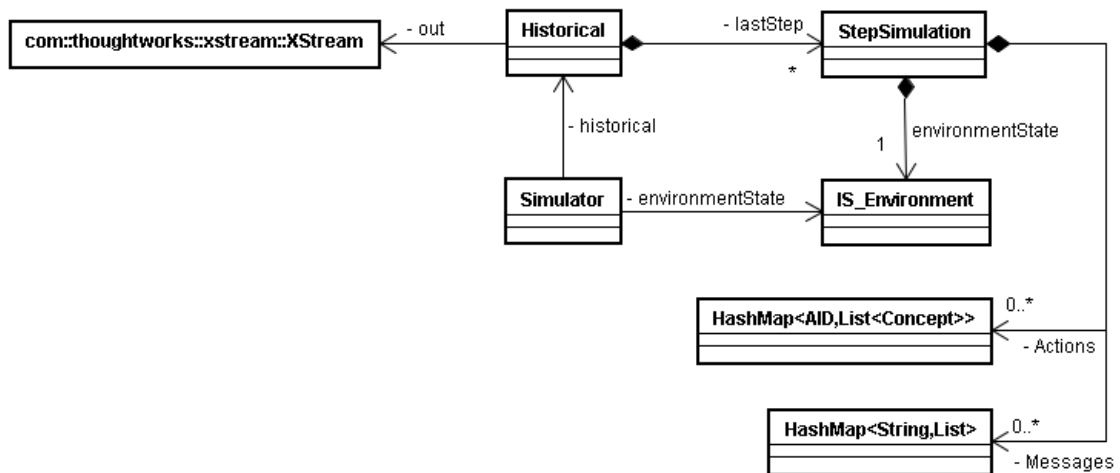 com::thoughtworks::xstream::XStream
- out
Historical
- lastStep
*
StepSimulation
- historical
1
environmentState
Simulator
- environmentState
IS_Environment
HashMap<AID,List<Concept>>
0..*
- Actions
HashMap<String,List>
0..*
- Messages